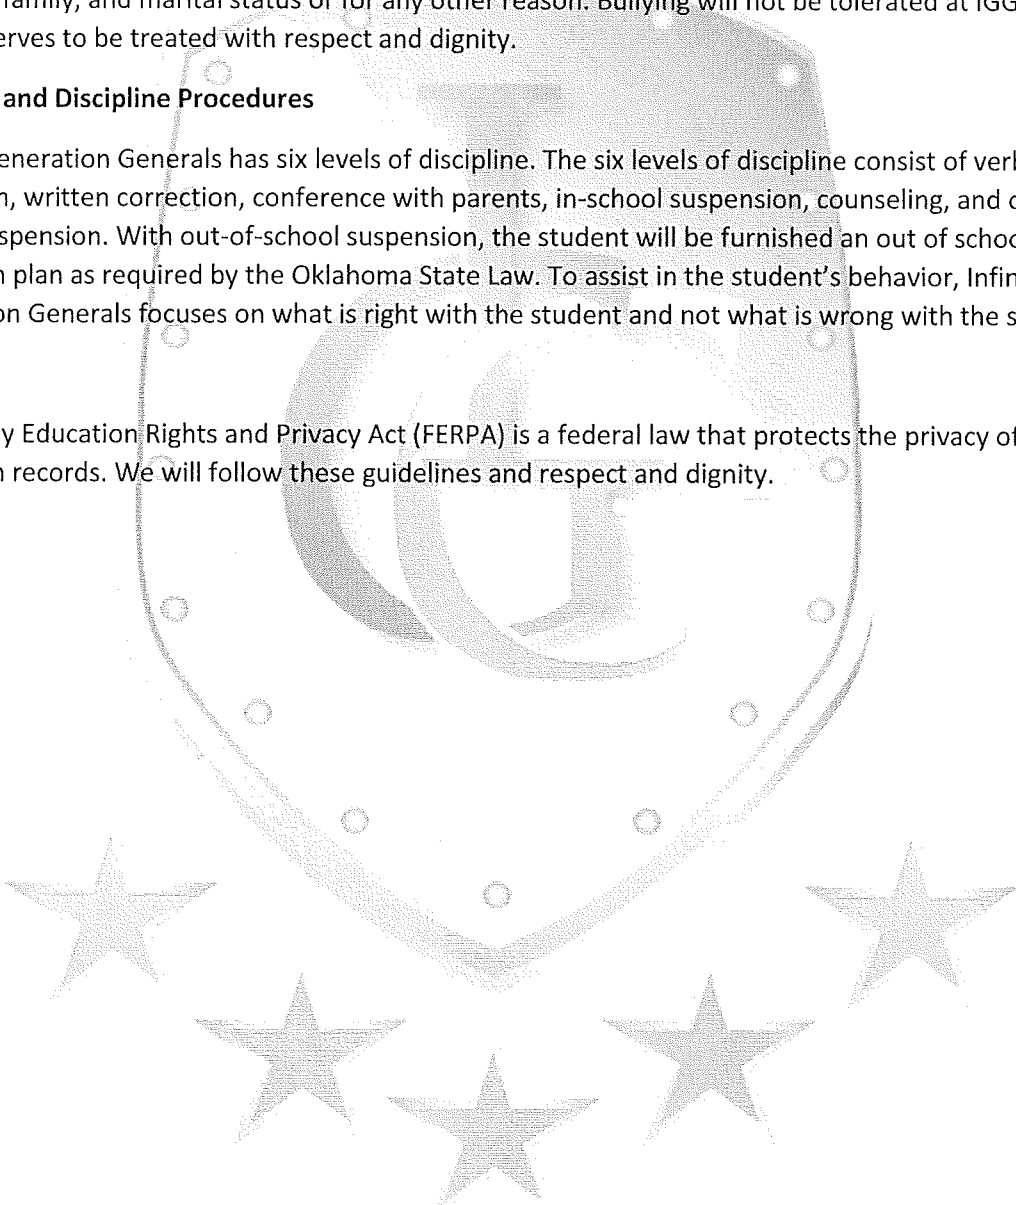 family, and marital status or for any other reason. Bullying will not be tolerated at IGG
erves to be treated with respect and dignity.
and Discipline Procedures
eneration Generals has six levels of discipline. The six levels of discipline consist of verb
n, written correction, conference with parents, in-school suspension, counseling, and o
spension. With out-of-school suspension, the student will be furnished an out of schoo
n plan as required by the Oklahoma State Law. To assist in the student's behavior, Infin
on Generals focuses on what is right with the student and not what is wrong with the s
y Education Rights and Privacy Act (FERPA) is a federal law that protects the privacy of
n records. We will follow these guidelines and respect and dignity.